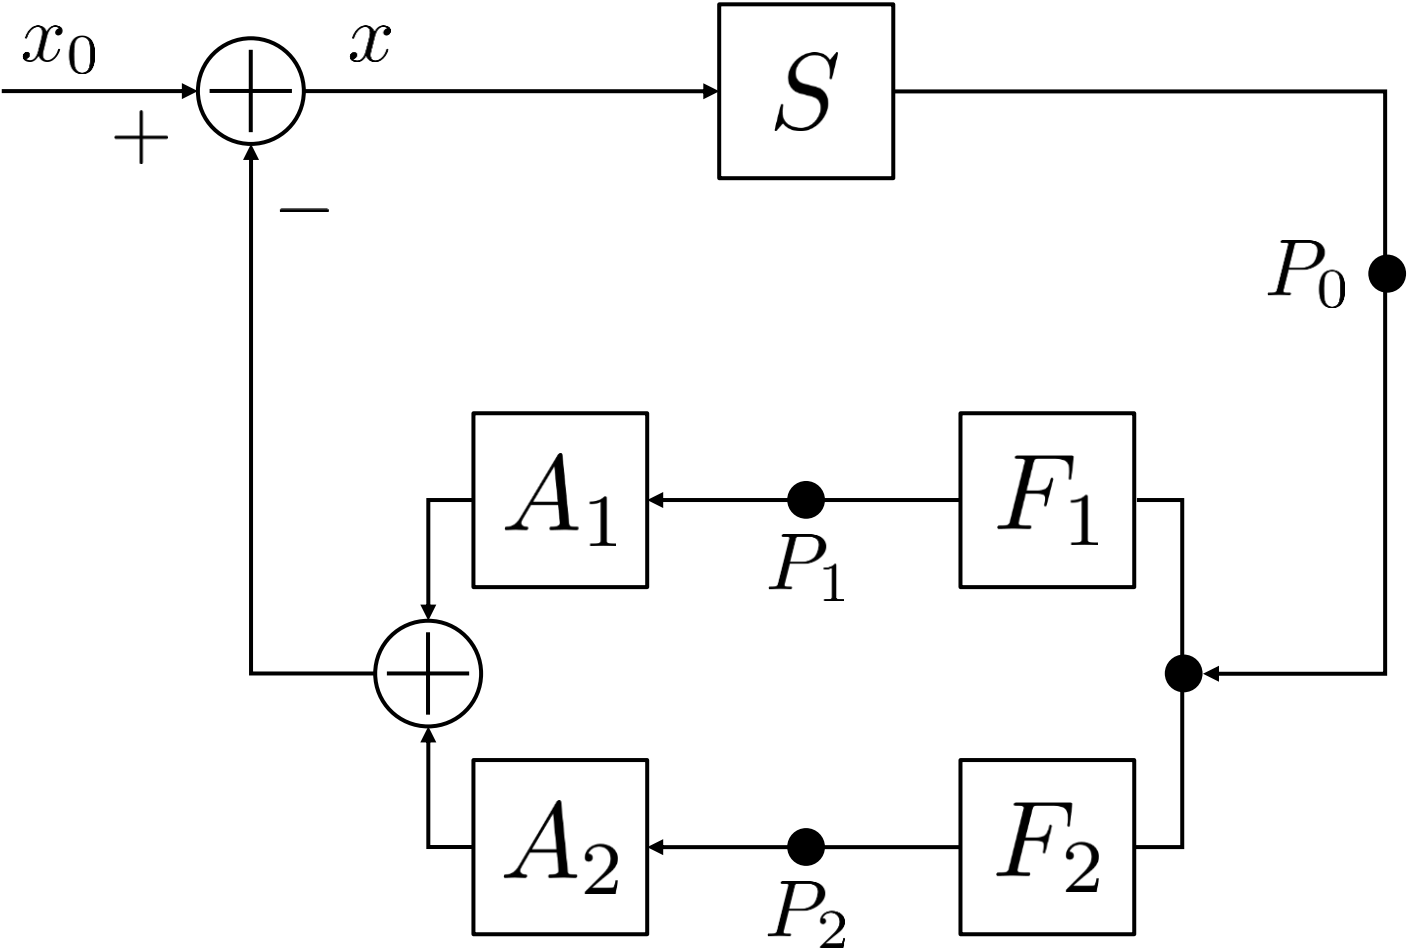 x₀
x
S
+
−
P₀
A₁
F₁
P₁
A₂
F₂
P₂